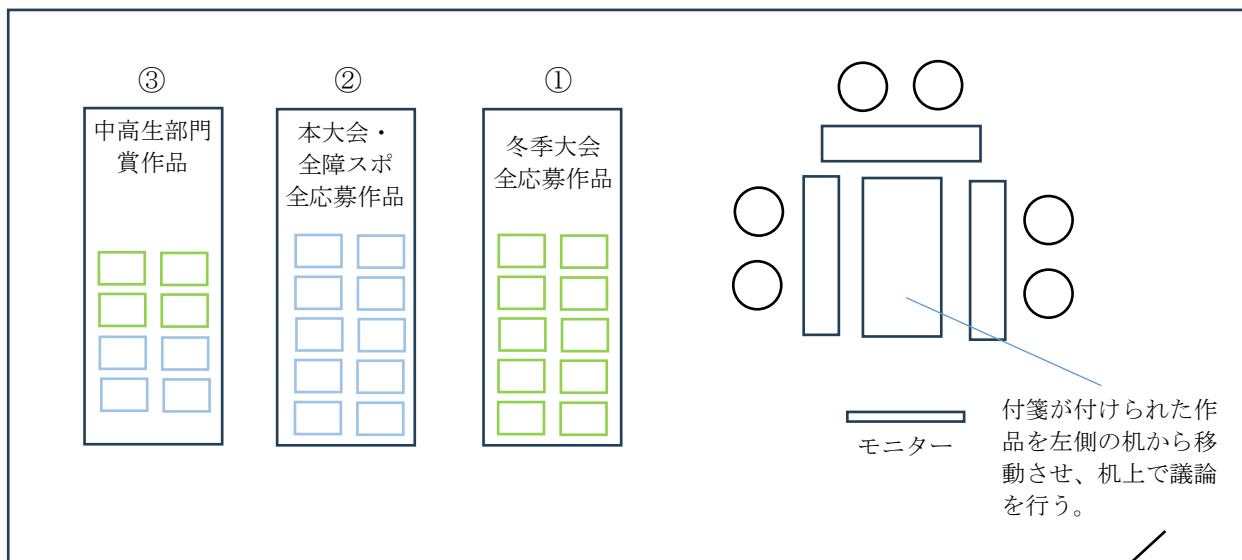 ③
中高生部門
賞作品
②
本大会・
全障スポ
全応募作品
①
冬季大会
全応募作品
モニター
付箋が付けられた作
品を左側の机から移
動させ、机上で議論
を行う。